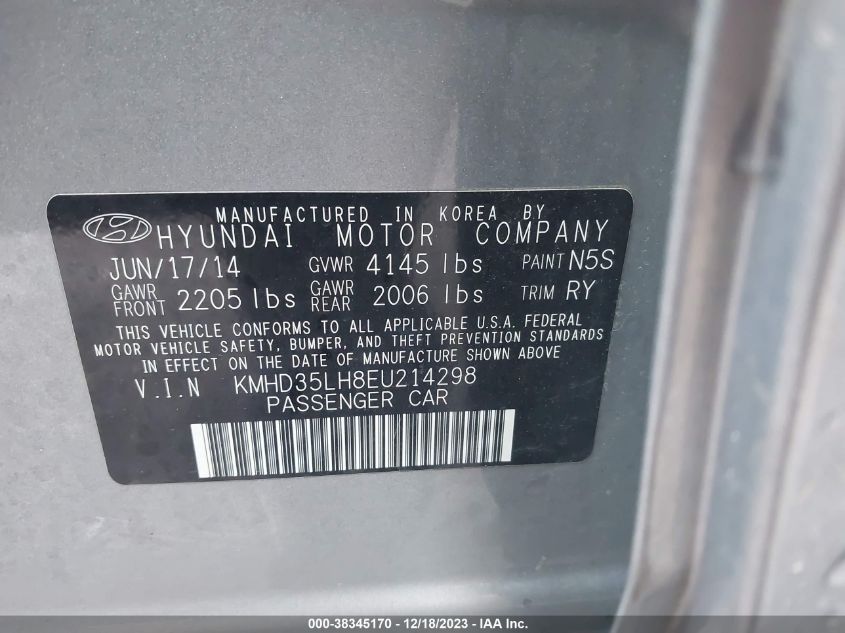 MANUFACTURED IN KOREA BY
HYUNDAI MOTOR COMPANY
JUN/17/14 GVWR 4145 lbs PAINT N5S
GAWR FRONT 2205 lbs GAWR REAR 2006 lbs TRIM RY
THIS VEHICLE CONFORMS TO ALL APPLICABLE U.S.A. FEDERAL
MOTOR VEHICLE SAFETY, BUMPER, AND THEFT PREVENTION STANDARDS
IN EFFECT ON THE DATE OF MANUFACTURE SHOWN ABOVE
V.I.N KMHD35LH8EU214298
PASSENGER CAR
000-38345170 — 12/18/2023 — IAA Inc.